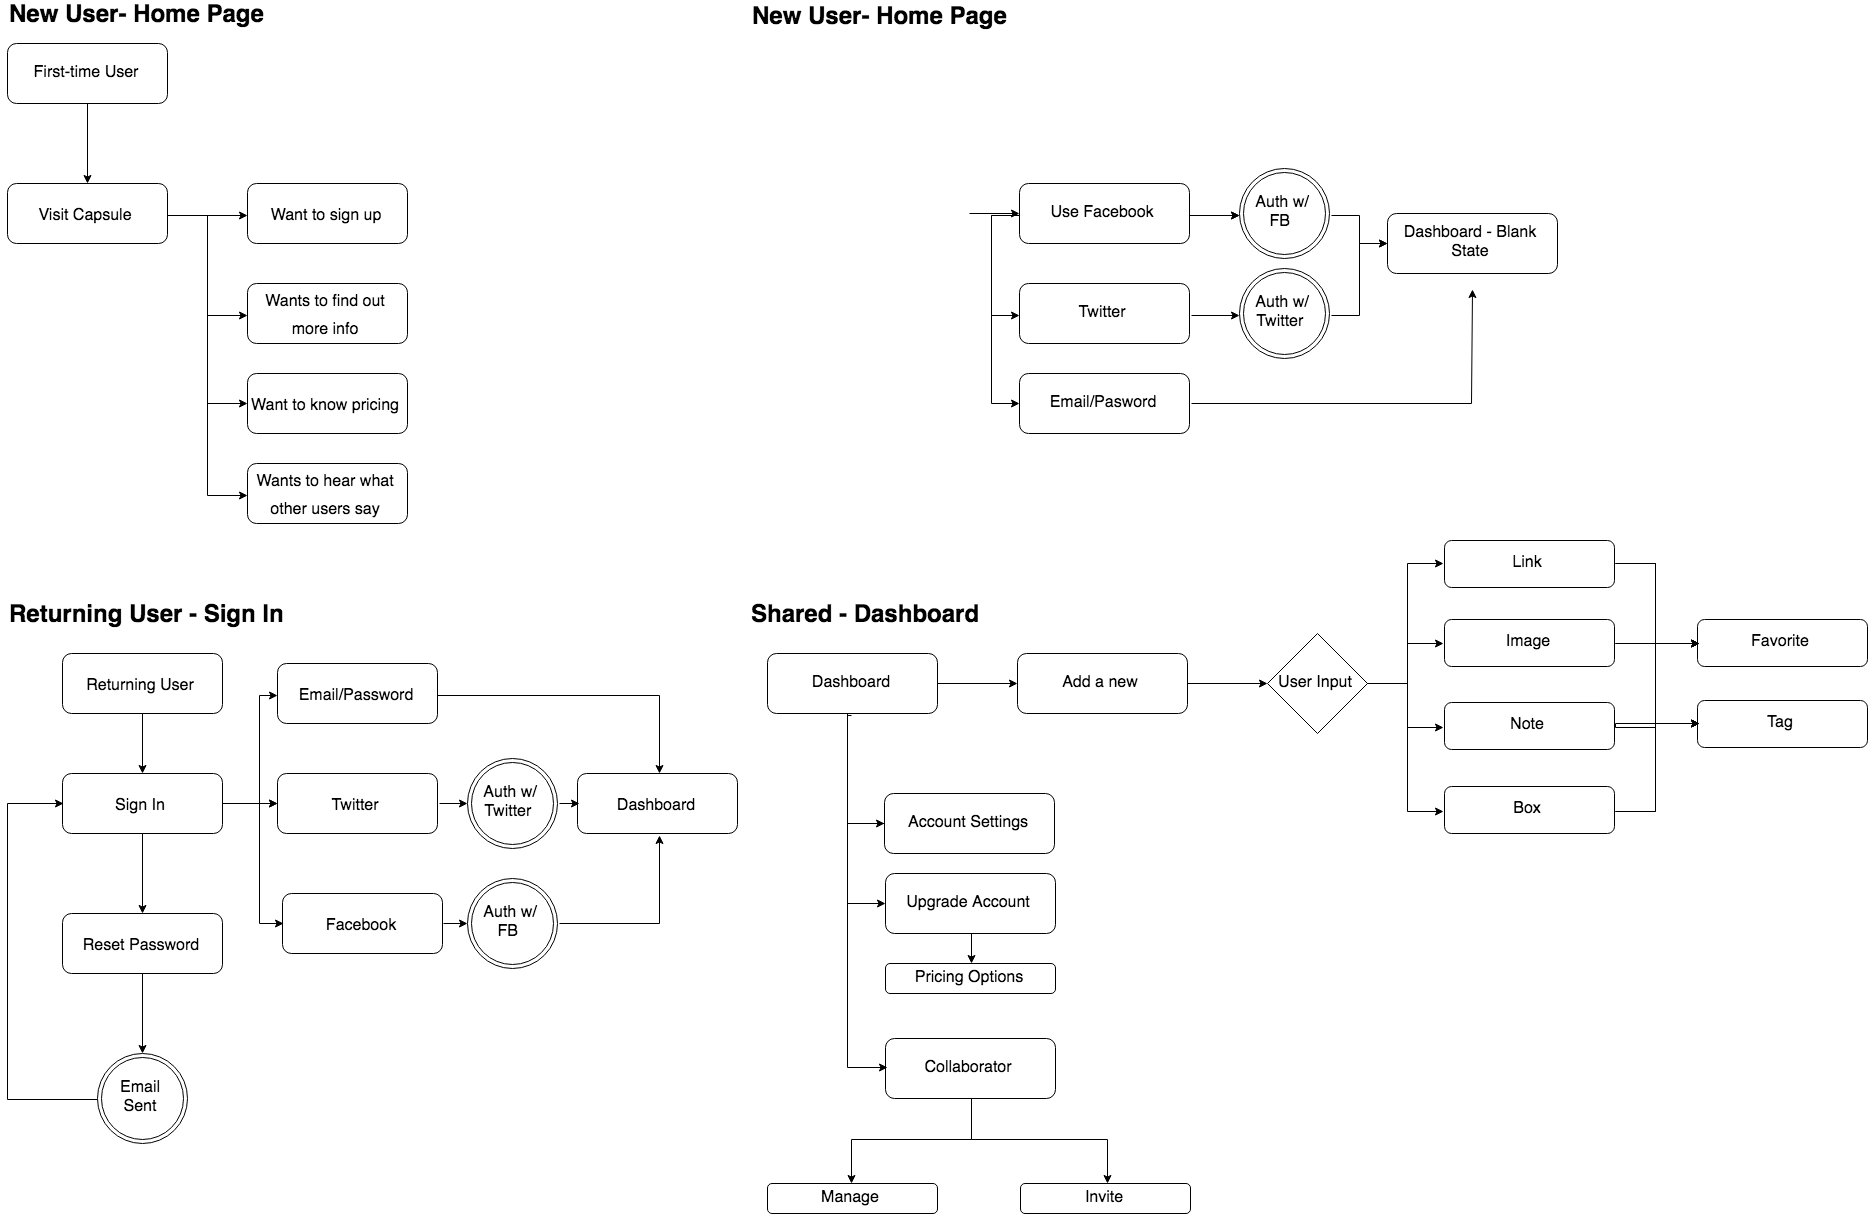 New User- Home Page
First-time User
Visit Capsule
Want to sign up
Wants to find out
more info
Want to know pricing
Wants to hear what
other users say
New User- Home Page
Use Facebook
Auth w/
FB
Dashboard - Blank
State
Twitter
Auth w/
Twitter
Email/Pasword
Returning User - Sign In
Returning User
Email/Password
Sign In
Twitter
Auth w/
Twitter
Dashboard
Reset Password
Facebook
Auth w/
FB
Email
Sent
Shared - Dashboard
Dashboard
Add a new
User Input
Link
Image
Note
Box
Favorite
Tag
Account Settings
Upgrade Account
Pricing Options
Collaborator
Manage
Invite